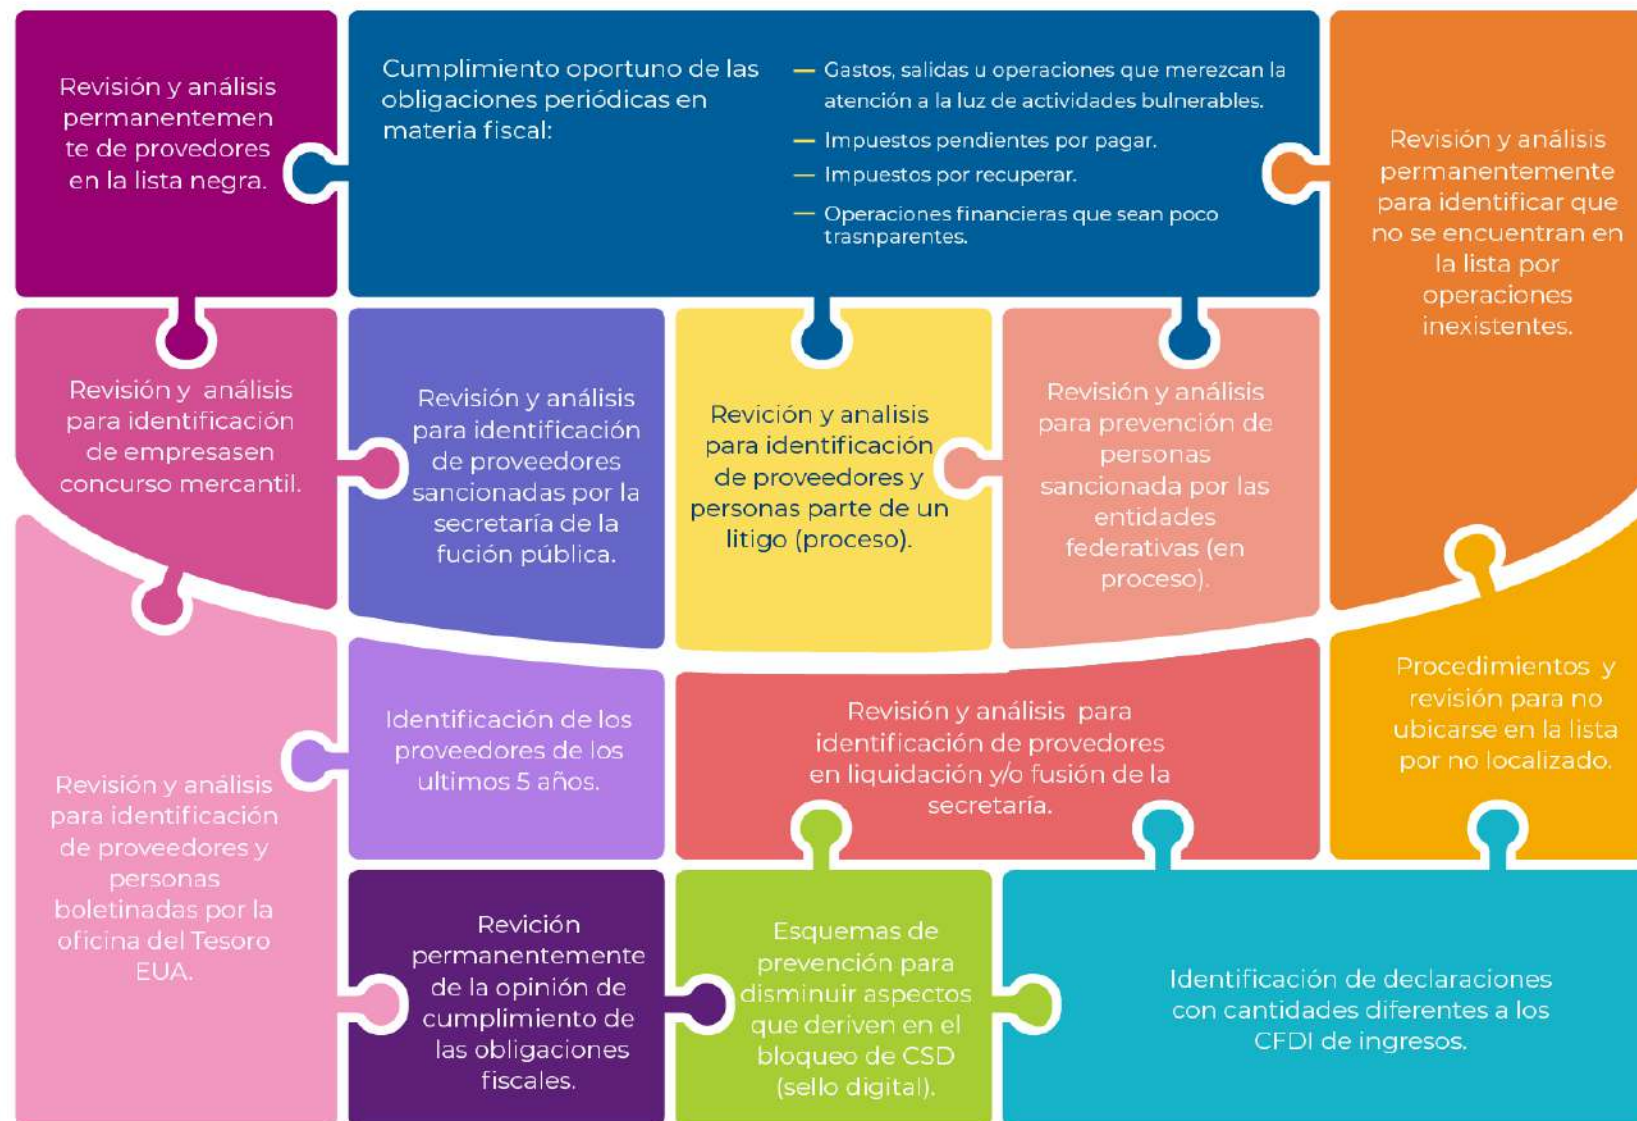 Revisión y análisis
permanentemen
te de provedores
en la lista negra.
Cumplimiento oportuno de las
obligaciones periódicas en
materia fiscal:
— Gastos, salidas u operaciones que merezcan la
atención a la luz de actividades bulnerables.
— Impuestos pendientes por pagar.
— Impuestos por recuperar.
— Operaciones financieras que sean poco
trasnparentes.
Revisión y análisis
permanentemente
para identificar que
no se encuentran en
la lista por
operaciones
inexistentes.
Revisión y análisis
para identificación
de empresasen
concurso mercantil.
Revisión y análisis
para identificación
de proveedores
sancionadas por la
secretaría de la
fución pública.
Revición y analisis
para identificación
de proveedores y
personas parte de un
litigo (proceso).
Revisión y análisis
para prevención de
personas
sancionada por las
entidades
federativas (en
proceso).
Revisión y análisis
para identificación
de proveedores y
personas
boletinadas por la
oficina del Tesoro
EUA.
Identificación de los
proveedores de los
ultimos 5 años.
Revisión y análisis para
identificación de provedores
en liquidación y/o fusión de la
secretaría.
Procedimientos y
revisión para no
ubicarse en la lista
por no localizado.
Revición
permanentemente
de la opinión de
cumplimiento de
las obligaciones
fiscales.
Esquemas de
prevención para
disminuir aspectos
que deriven en el
bloqueo de CSD
(sello digital).
Identificación de declaraciones
con cantidades diferentes a los
CFDI de ingresos.